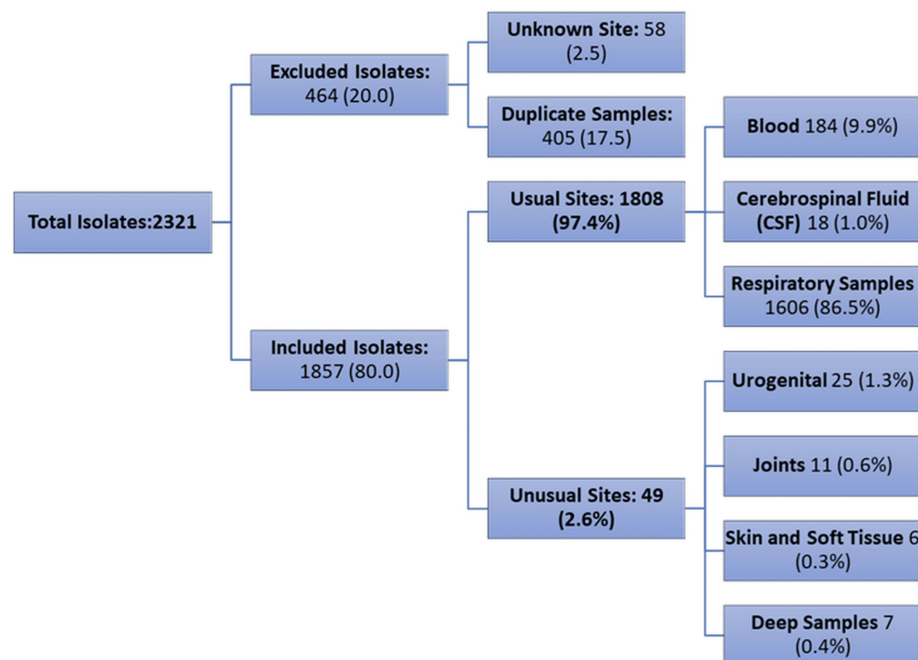 Total Isolates:2321
Excluded Isolates:
464 (20.0)
Unknown Site: 58
(2.5)
Duplicate Samples:
405 (17.5)
Included Isolates:
1857 (80.0)
Usual Sites: 1808
(97.4%)
Blood 184 (9.9%)
Cerebrospinal Fluid
(CSF) 18 (1.0%)
Respiratory Samples
1606 (86.5%)
Unusual Sites: 49
(2.6%)
Urogenital 25 (1.3%)
Joints 11 (0.6%)
Skin and Soft Tissue 6
(0.3%)
Deep Samples 7
(0.4%)